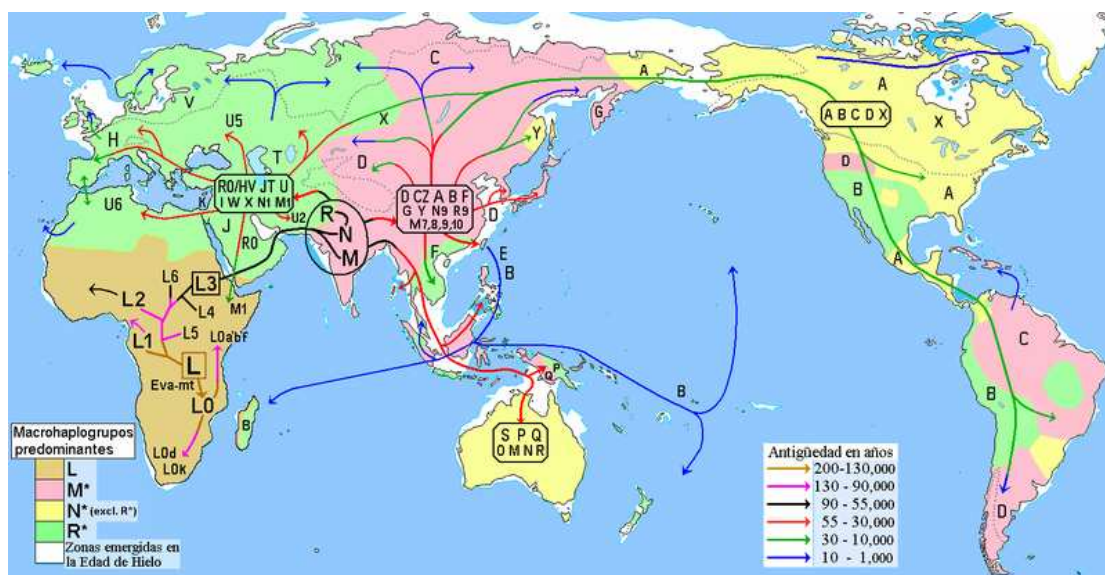 C
A
V
A
X
G
A B C D X
X
H
U5
Y
T
D
D
A
R0/HV JT U
I W X N1 M1
D CZ A B F
G Y N9 R9
M7,8,9,10
B
U6
K
U2
R
N
M
D
J
R0
F
E
B
A
L6
L3
L2
L4
M1
L5
L0abf
L1
L
C
Eva-mt
P
Q
B
B
L0
B
S P Q
O M N R
L0d
L0k
D
Macrohaplogrupos
predominantes
L
M*
N* (excl. R*)
R*
Zonas emergidas en
la Edad de Hielo
Antigüedad en años
200-130,000
130 - 90,000
90 - 55,000
55 - 30,000
30 - 10,000
10 - 1,000